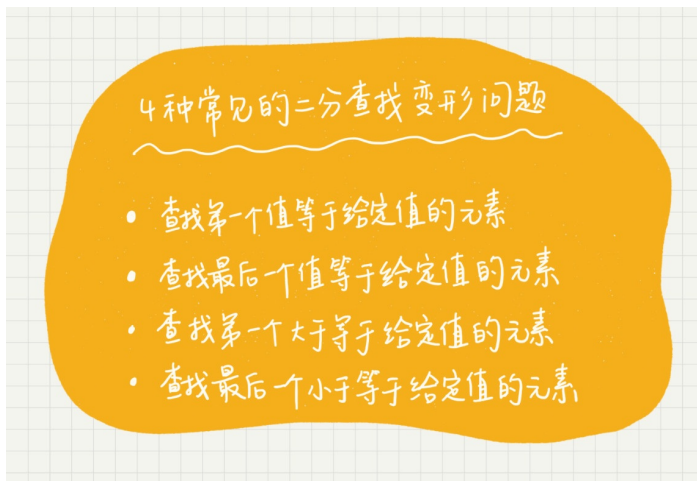 4种常见的二分查找变形问题
• 查找第一个值等于给定值的元素
• 查找最后一个值等于给定值的元素
• 查找第一个大于等于给定值的元素
• 查找最后一个小于等于给定值的元素